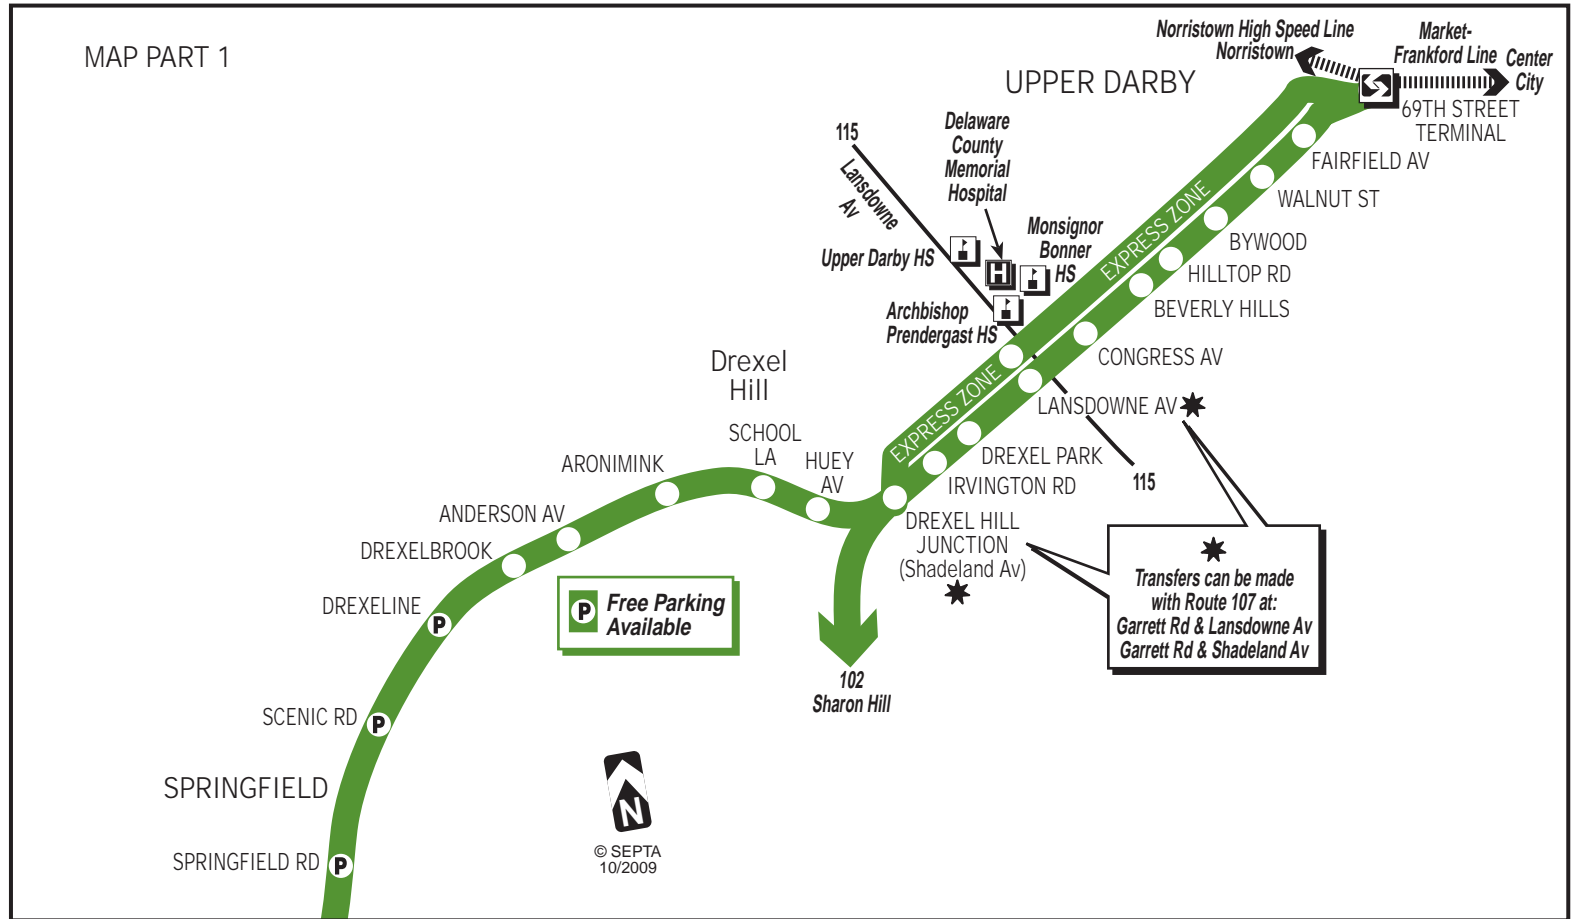 MAP PART 1
Norristown High Speed Line
Norristown
Market-
Frankford Line
Center
City
UPPER DARBY
69TH STREET
TERMINAL
FAIRFIELD AV
WALNUT ST
BYWOOD
HILLTOP RD
BEVERLY HILLS
CONGRESS AV
LANSDOWNE AV
DREXEL PARK
IRVINGTON RD
DREXEL HILL
JUNCTION
(Shadeland Av)
EXPRESS ZONE
EXPRESS ZONE
115
Lansdowne
Av
Delaware
County
Memorial
Hospital
H
Upper Darby HS
Monsignor
Bonner
HS
Archbishop
Prendergast HS
115
Drexel
Hill
SCHOOL
LA
HUEY
AV
ARONIMINK
ANDERSON AV
DREXELBROOK
DREXELINE
P
SCENIC RD
P
SPRINGFIELD
SPRINGFIELD RD
P
P
Free Parking
Available
102
Sharon Hill
Transfers can be made
with Route 107 at:
Garrett Rd & Lansdowne Av
Garrett Rd & Shadeland Av
N
© SEPTA
10/2009